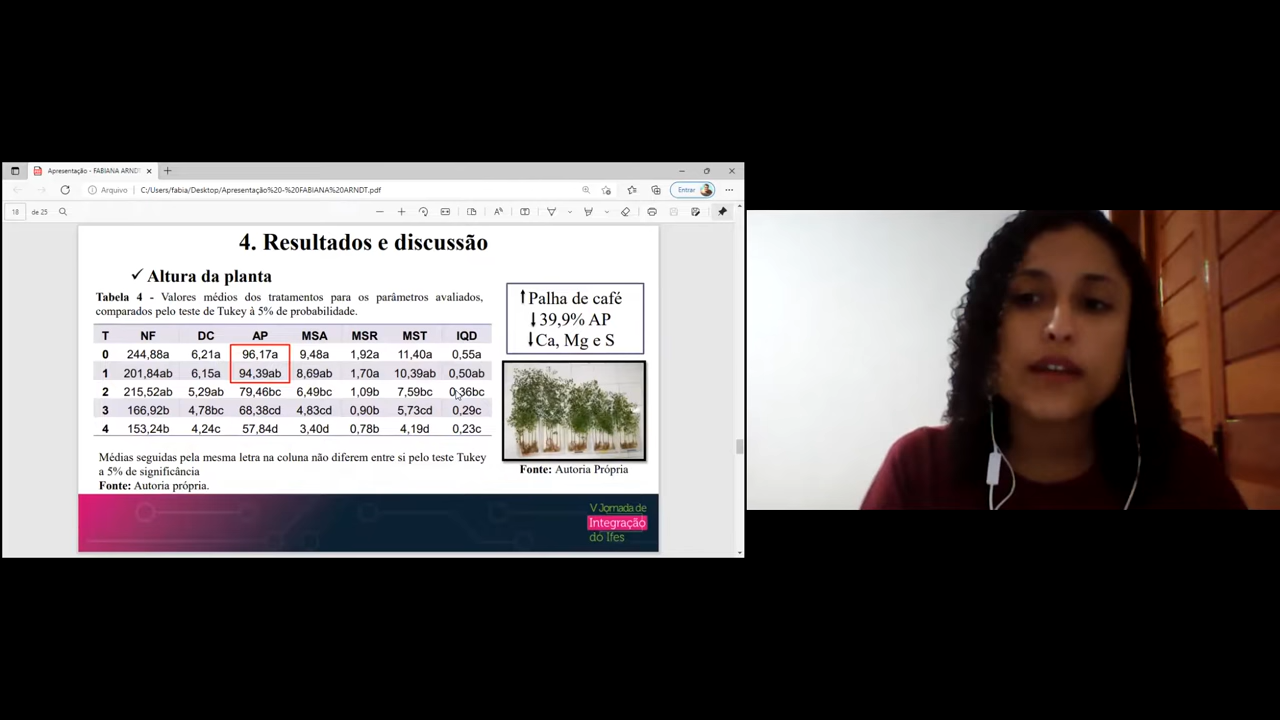 Apresentação - FABIANA ARNDT.
Arquivo
C:/Users/fabia/Desktop/Apresentação%20-%20FABIANA%20ARNDT.pdf
Entrar
18 de 25
4. Resultados e discussão
✓ Altura da planta
Tabela 4 - Valores médios dos tratamentos para os parâmetros avaliados,
comparados pelo teste de Tukey à 5% de probabilidade.
T NF DC AP MSA MSR MST IQD
0 244,88a 6,21a 96,17a 9,48a 1,92a 11,40a 0,55a
1 201,84ab 6,15a 94,39ab 8,69ab 1,70a 10,39ab 0,50ab
2 215,52ab 5,29ab 79,46bc 6,49bc 1,09b 7,59bc 0,36bc
3 166,92b 4,78bc 68,38cd 4,83cd 0,90b 5,73cd 0,29c
4 153,24b 4,24c 57,84d 3,40d 0,78b 4,19d 0,23c
Médias seguidas pela mesma letra na coluna não diferem entre si pelo teste Tukey
a 5% de significância
Fonte: Autoria própria.
↑Palha de café
↓39,9% AP
↓Ca, Mg e S
Fonte: Autoria Própria
V Jornada de
Integração
do Ifes